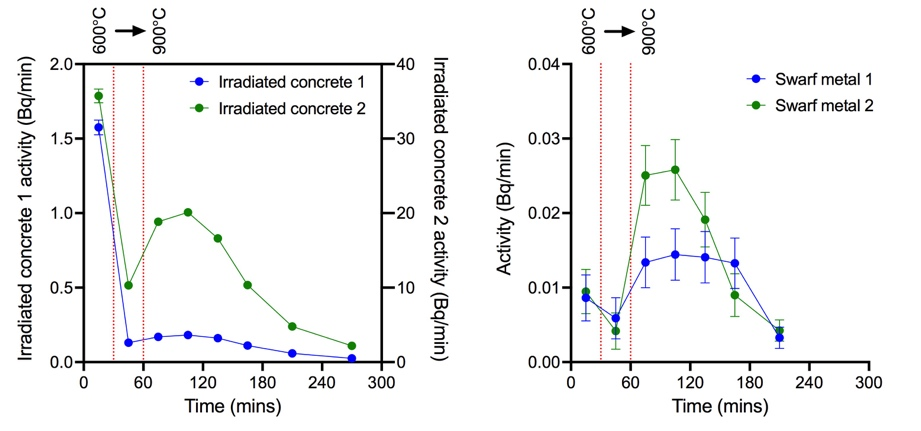 600°C
900°C
Irradiated concrete 1 activity (Bq/min)
2.0
1.5
1.0
0.5
0.0
Irradiated concrete 1
Irradiated concrete 2
40
30
20
10
0
Irradiated concrete 2 activity (Bq/min)
0 60 120 180 240 300
Time (mins)
600°C
900°C
Activity (Bq/min)
0.04
0.03
0.02
0.01
0.00
Swarf metal 1
Swarf metal 2
0 60 120 180 240 300
Time (mins)